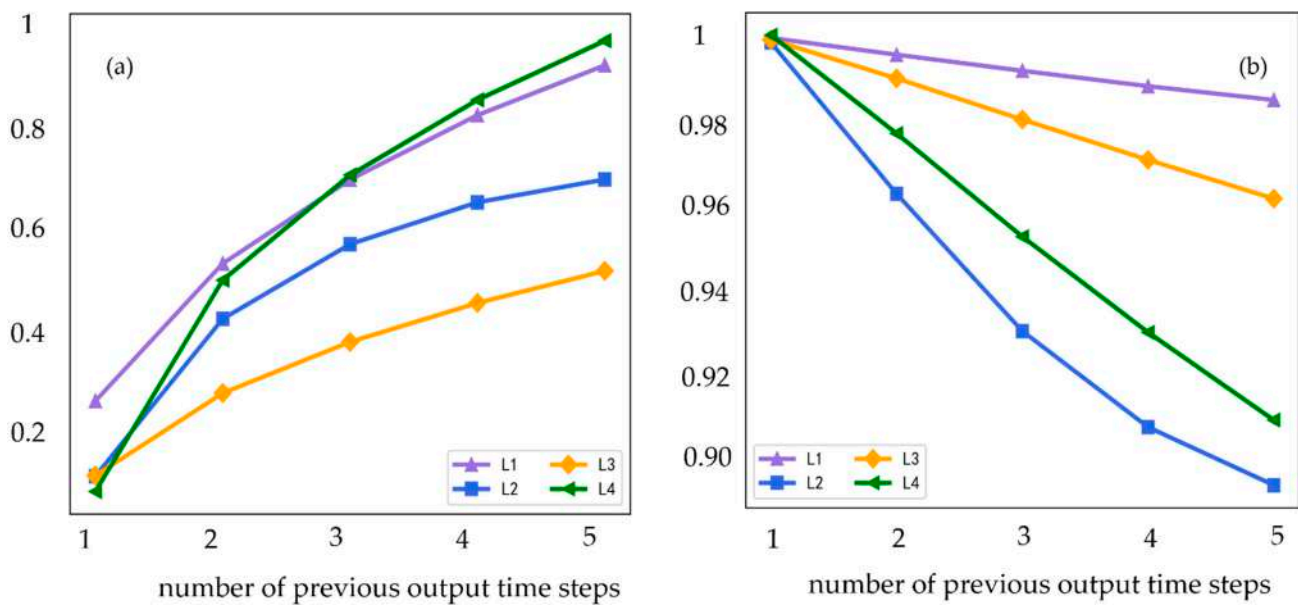 1
(a)
0.8
0.6
0.4
0.2
L1 L3
L2 L4
1 2 3 4 5
number of previous output time steps
1
(b)
0.98
0.96
0.94
0.92
0.90
L1 L3
L2 L4
1 2 3 4 5
number of previous output time steps